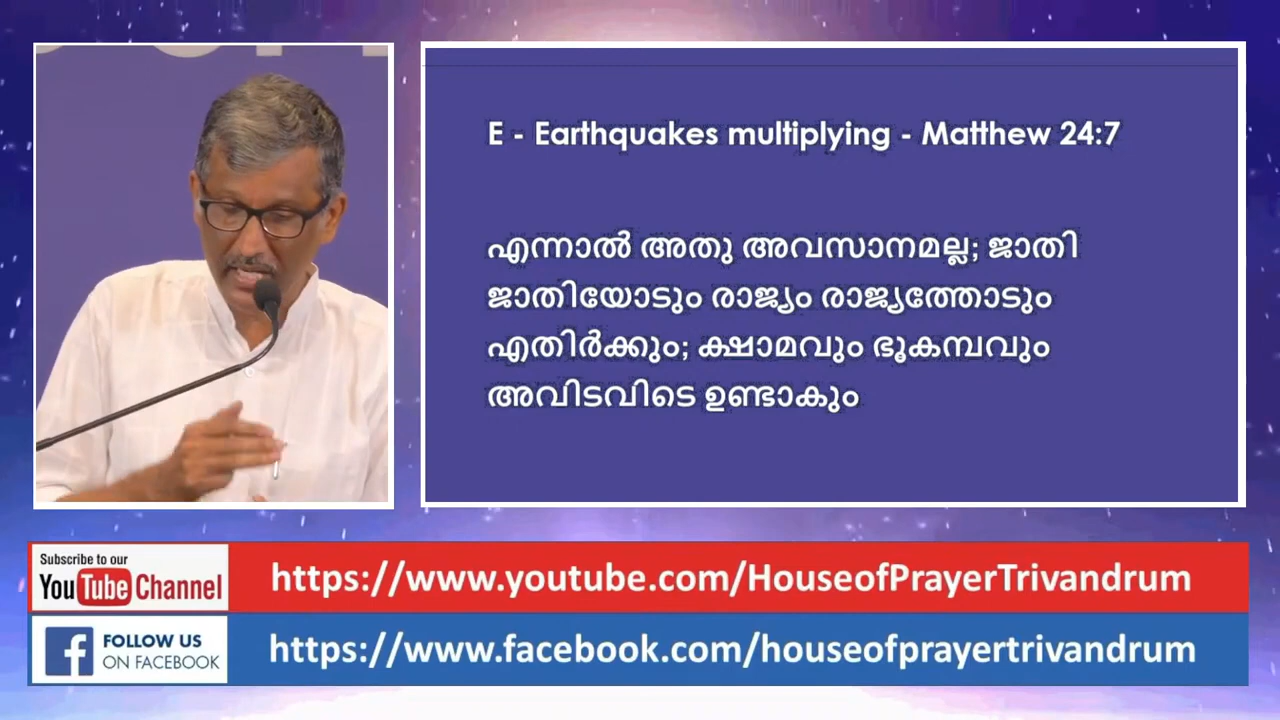 E - Earthquakes multiplying - Matthew 24:7
എന്നാൽ അതു അവസാനമല്ല; ജാതി
ജാതിയോടും രാജ്യം രാജ്യത്തോടും
എതിർക്കും; ക്ഷാമവും ഭൂകമ്പവും
അവിടവിടെ ഉണ്ടാകും
Subscribe to our
YouTube Channel
https://www.youtube.com/HouseofPrayerTrivandrum
FOLLOW US
ON FACEBOOK
https://www.facebook.com/houseofprayertrivandrum